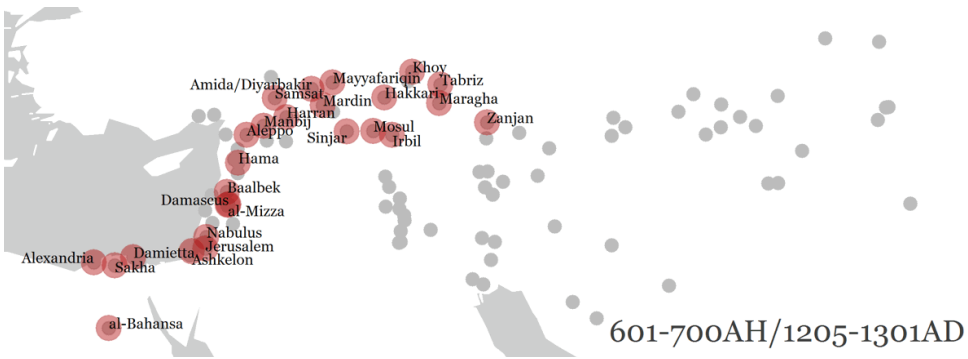 Khoy
Amida/Diyarbakir
Mayyafariqin
Tabriz
Samsat
Mardin
Hakkari
Maragha
Harran
Manbij
Zanjan
Aleppo
Sinjar
Mosul
Irbil
Hama
Baalbek
Damascus
al-Mizza
Nabulus
Jerusalem
Alexandria
Damietta
Ashkelon
Sakha
al-Bahansa
601-700AH/1205-1301AD